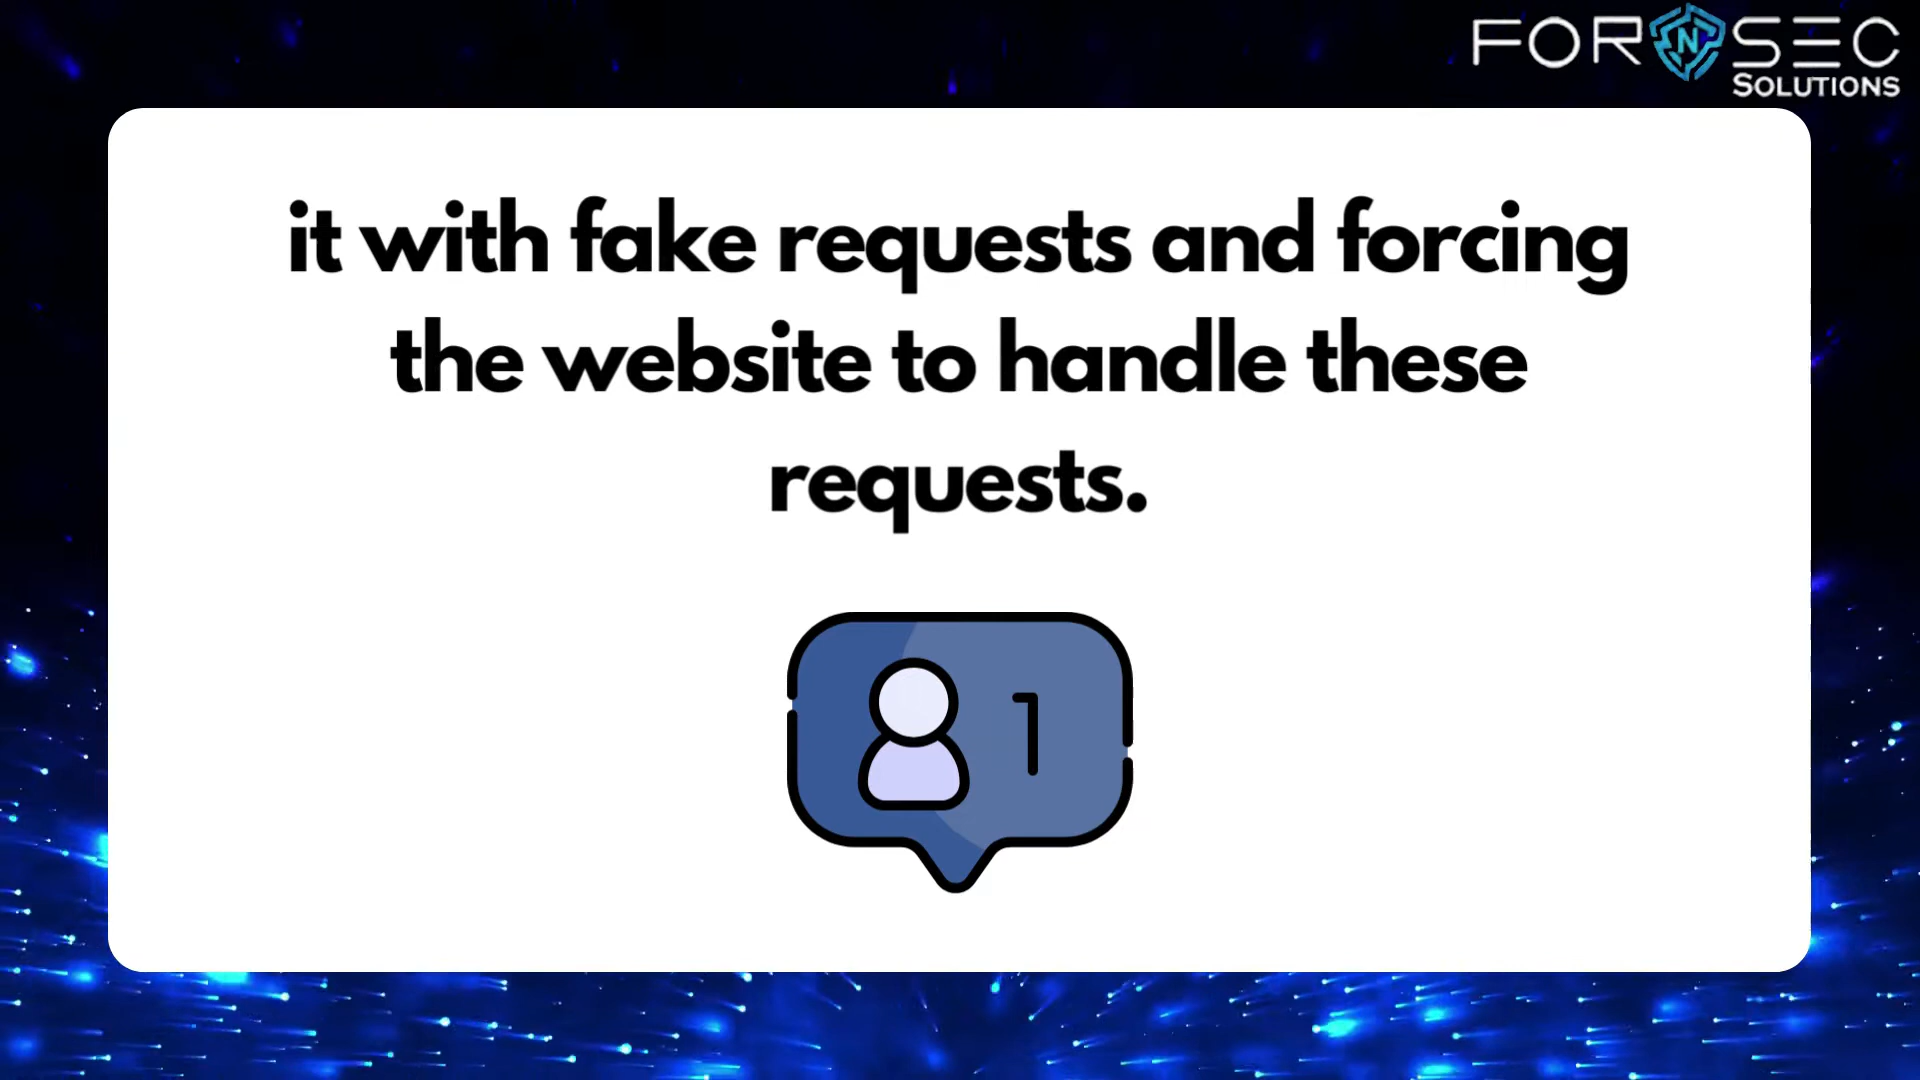 FORNSEC
SOLUTIONS
it with fake requests and forcing
the website to handle these
requests.
1